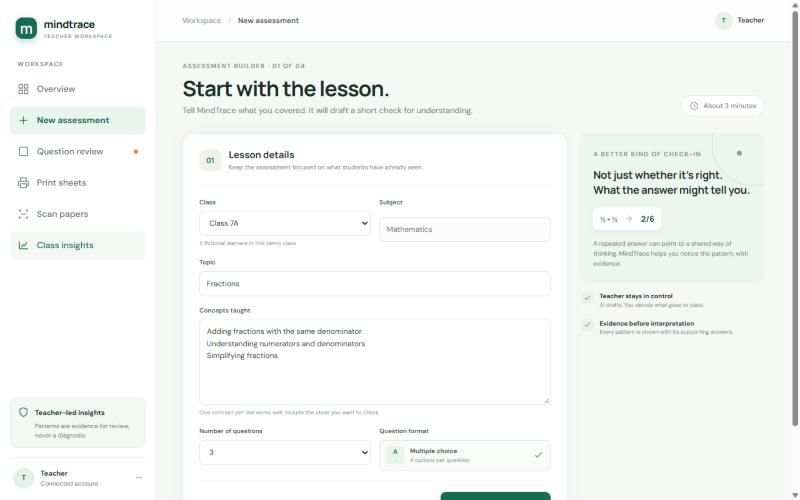 mindtrace
TEACHER WORKSPACE
WORKSPACE
Overview
New assessment
Question review
Print sheets
Scan papers
Class insights
Teacher-led insights
Patterns are evidence for review,
never a diagnosis.
T
Teacher
Connected account
Workspace / New assessment
T Teacher
ASSESSMENT BUILDER · 01 OF 04
Start with the lesson.
Tell MindTrace what you covered. It will draft a short check for understanding.
About 3 minutes
01
Lesson details
Keep the assessment focused on what students have already seen.
Class
Class 7A
5 fictional learners in this demo class
Subject
Mathematics
Topic
Fractions
Concepts taught
Adding fractions with the same denominator
Understanding numerators and denominators
Simplifying fractions
One concept per line works well. Include the ideas you want to check.
Number of questions
3
Question format
A
Multiple choice
4 options per question
A BETTER KIND OF CHECK-IN
Not just whether it's right.
What the answer might tell you.
→ 2/6
A repeated answer can point to a shared way of
thinking. MindTrace helps you notice the pattern, with
evidence.
Teacher stays in control
AI drafts. You decide what goes to class.
Evidence before interpretation
Every pattern is shown with its supporting answers.